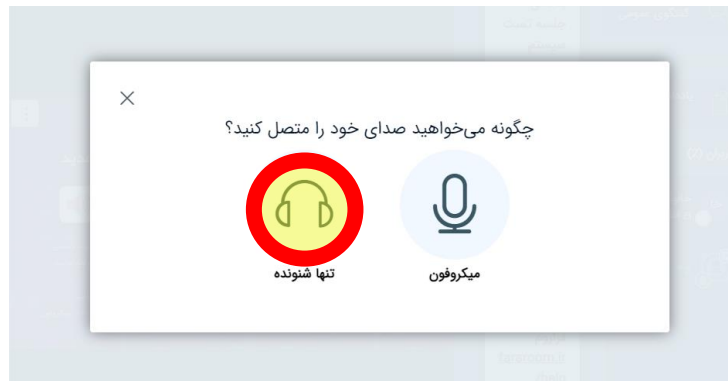 چگونه می‌خواهید صدای خود را متصل کنید؟
میکروفون
تنها شنونده